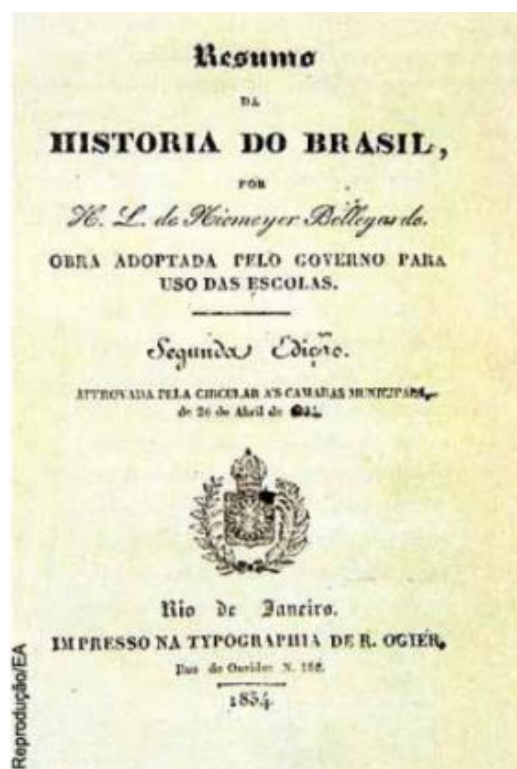 Resumo
DA
HISTORIA DO BRASIL,
POR
H. L. de Niemeyer Bellegarde.
OBRA ADOPTADA PELO GOVERNO PARA
USO DAS ESCOLAS.
Segunda Edição.
APPROVADA PELA CIRCULAR A'S CAMARAS MUNICIPAES,
de 26 de Abril de
Rio de Janeiro.
IMPRESSO NA TYPOGRAPHIA DE R. OGIER,
Rua do Ouvidor N. 188.
1834
Reprodução/EA